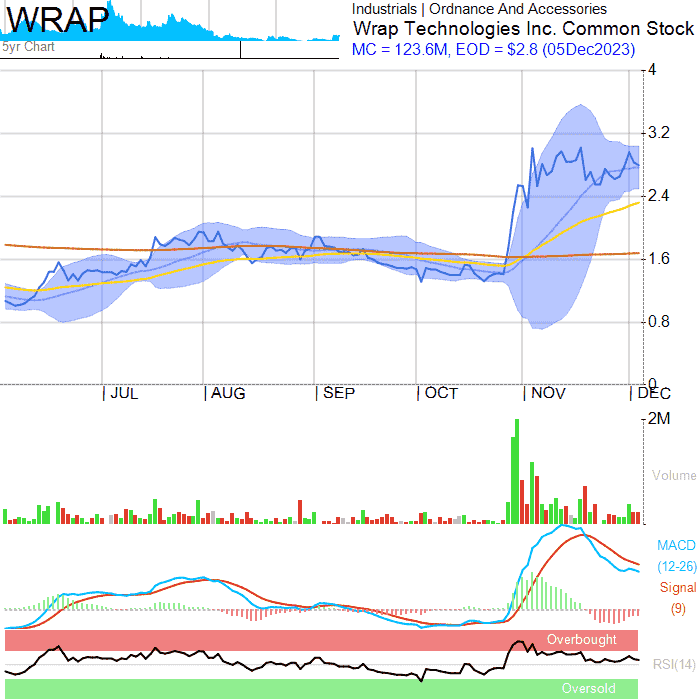 WRAP
5yr Chart
Industrials | Ordnance And Accessories
Wrap Technologies Inc. Common Stock
MC = 123.6M, EOD = $2.8 (05Dec2023)
4
3.2
2.4
1.6
0.8
0
JUL AUG SEP OCT NOV DEC
2M
Volume
MACD
(12-26)
Signal
(9)
Overbought
RSI(14)
Oversold